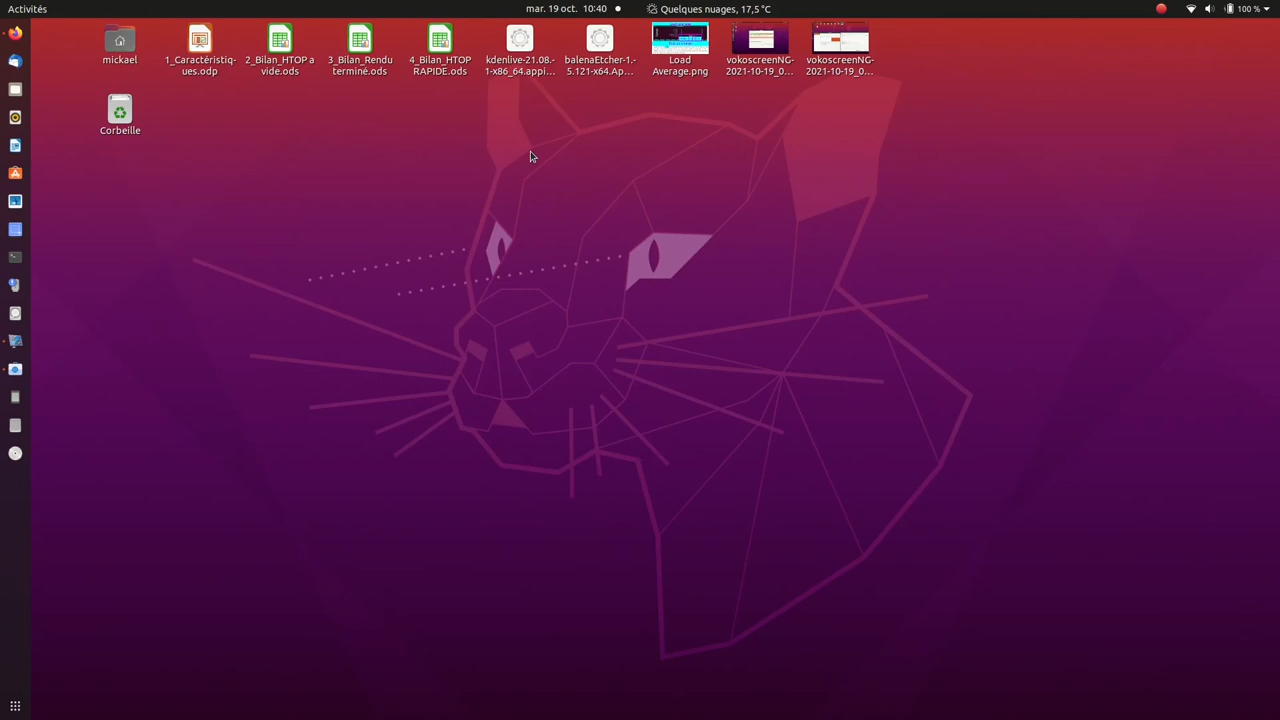 Activités
mar. 19 oct. 10:40
Quelques nuages, 17,5 °C
100 %
mickael
1_Caractéristiq-
ues.odp
2_Bilan_HTOP a
vide.ods
3_Bilan_Rendu
terminé.ods
4_Bilan_HTOP
RAPIDE.ods
kdenlive-21.08.-
1-x86_64.appi...
balenaEtcher-1.-
5.121-x64.Ap...
Load
Average.png
vokoscreenNG-
2021-10-19_0...
vokoscreenNG-
2021-10-19_0...
Corbeille